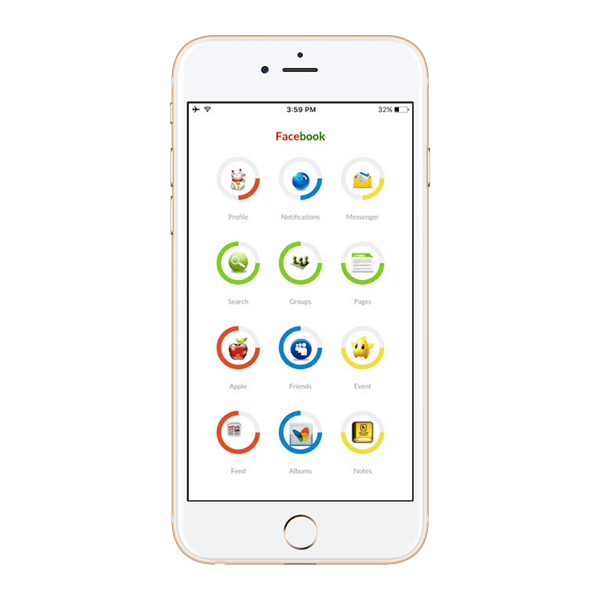 3:59 PM 32%
Facebook
Profile Notifications Messenger
Search Groups Pages
Apple Friends Event
Feed Albums Notes